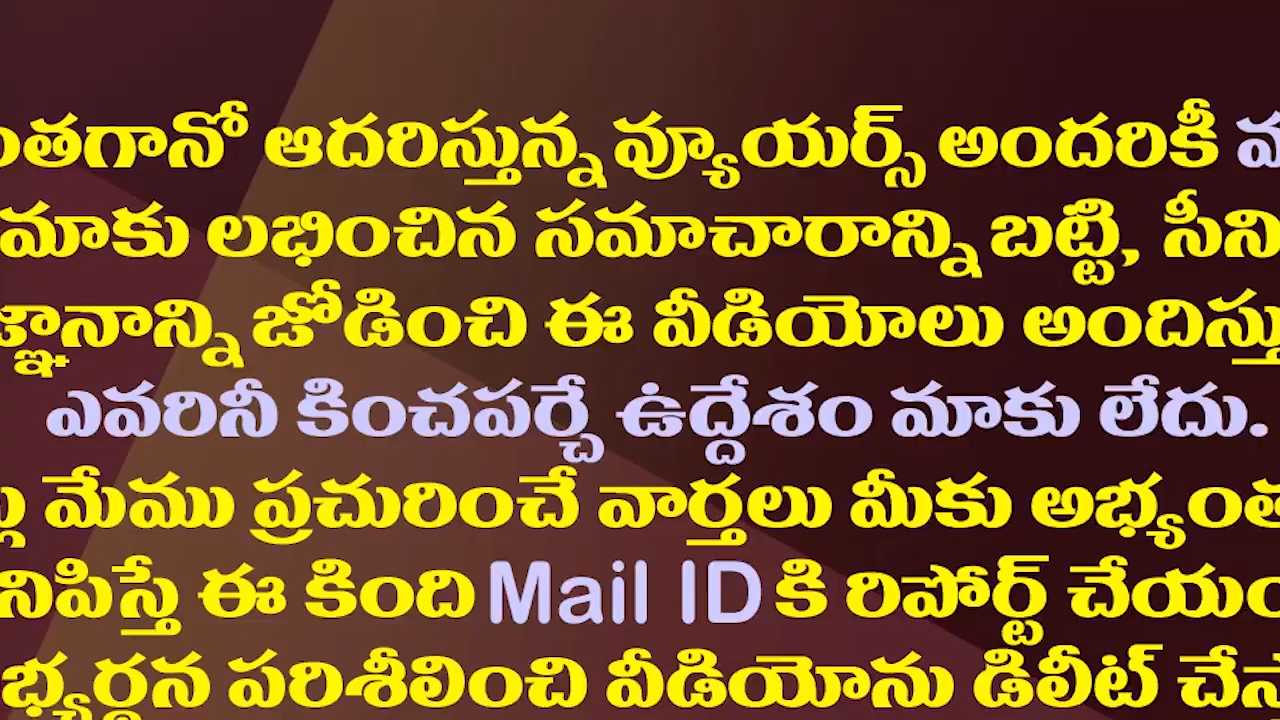 ఆదరిస్తున్న వ్యూయర్స్ అందరికీ
మాకు లభించిన సమాచారాన్ని బట్టి,
జోడించి ఈ వీడియోలు
ఎవరినీ కించపర్చే ఉద్దేశం మాకు లేదు.
మేము ప్రచురించే వార్తలు మీకు
ఈ కింది Mail ID కి రిపోర్ట్
పరిశీలించి వీడియోను డిలీట్